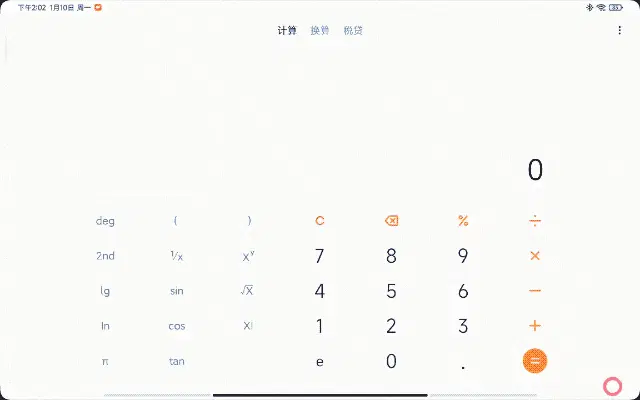 下午2:02 1月10日 周一
计算 换算 税贷
0
deg ( ) C % ÷
2nd ¹/x xʸ 7 8 9 ×
lg sin √x 4 5 6 −
ln cos X! 1 2 3 +
π tan e 0 . =